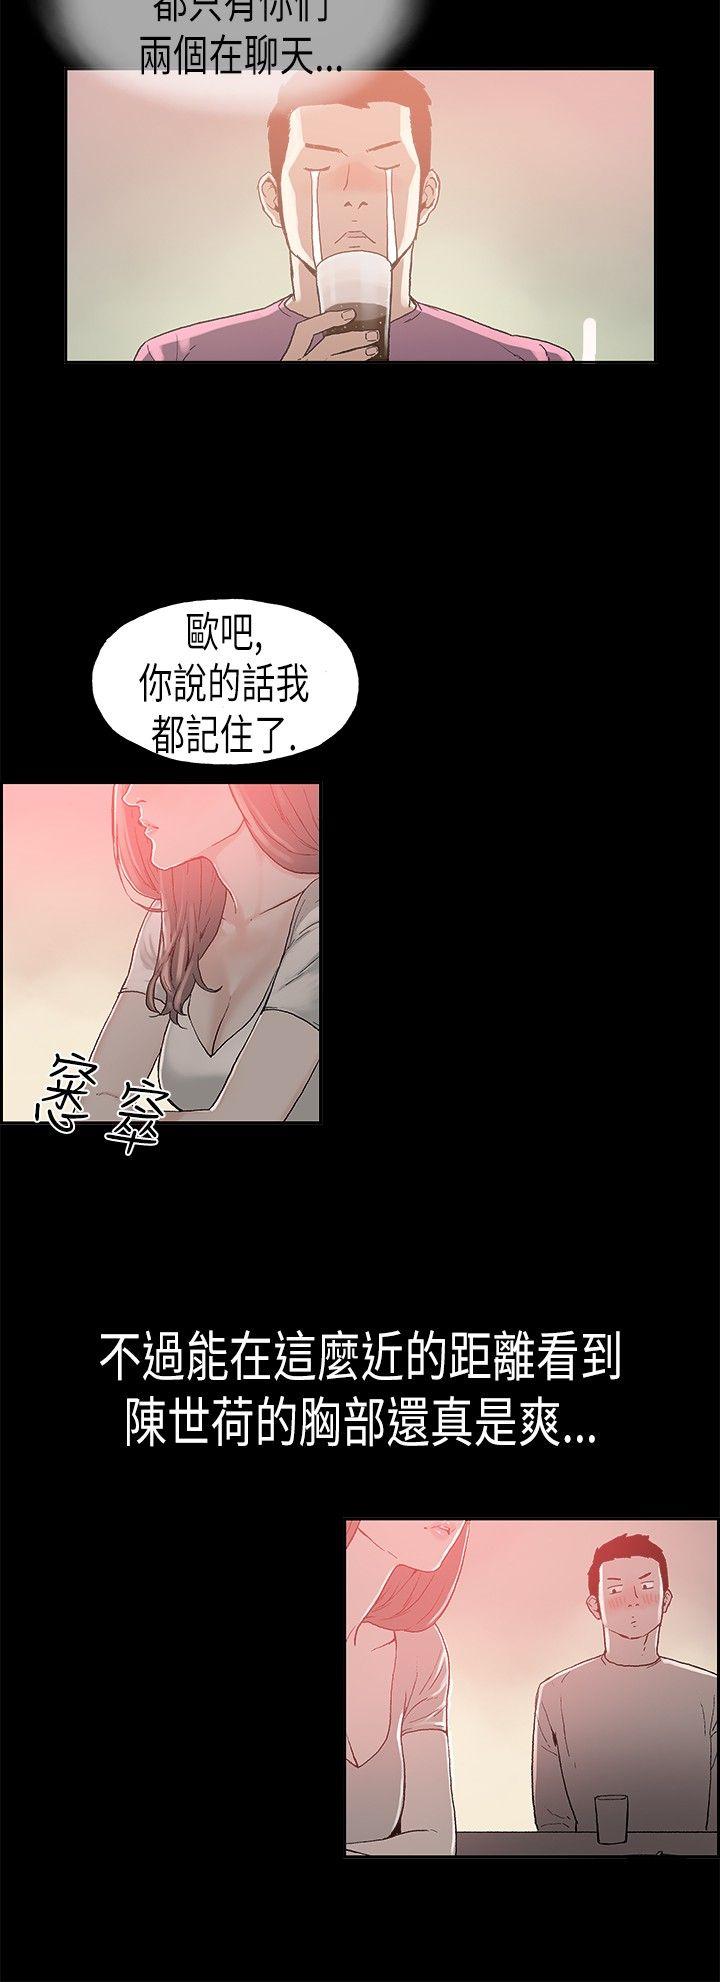 都只有你們
兩個在聊天...
歐吧,
你說的話我
都記住了.
窸窣
不過能在這麼近的距離看到
陳世荷的胸部還真是爽...